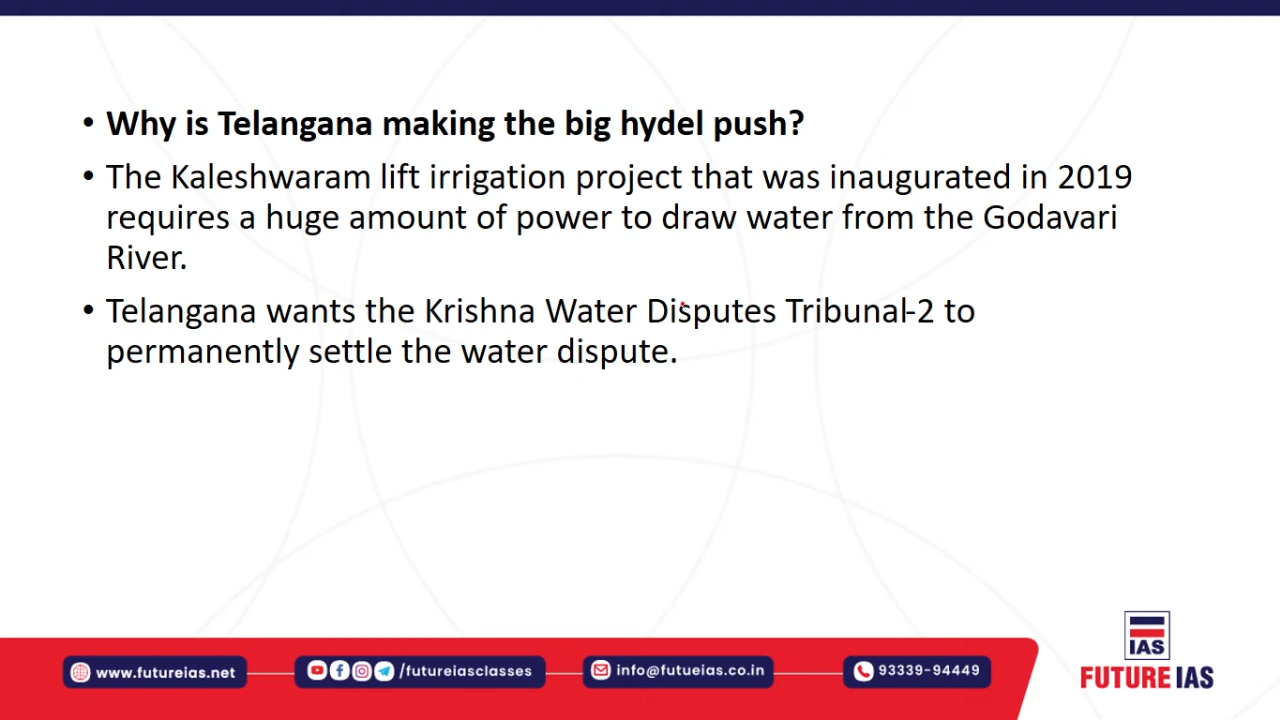 • Why is Telangana making the big hydel push?
• The Kaleshwaram lift irrigation project that was inaugurated in 2019
requires a huge amount of power to draw water from the Godavari
River.
• Telangana wants the Krishna Water Disputes Tribunal-2 to
permanently settle the water dispute.
IAS
FUTURE IAS
www.futureias.net
/futureiasclasses
info@futueias.co.in
93339-94449